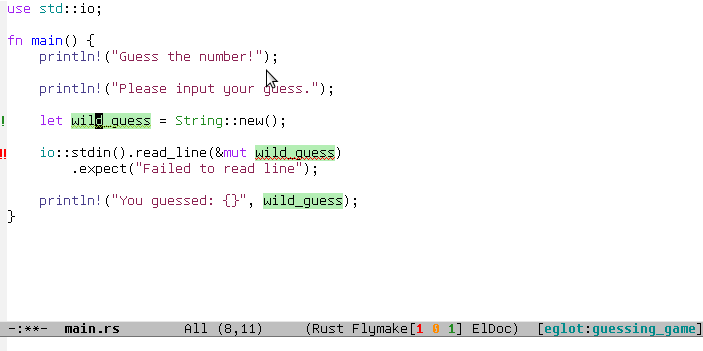 use std::io;
fn main() {
println!("Guess the number!");
println!("Please input your guess.");
! let wild_guess = String::new();
!! io::stdin().read_line(&mut wild_guess)
.expect("Failed to read line");
println!("You guessed: {}", wild_guess);
}
-:**- main.rs All (8,11) (Rust Flymake[1 0 1] ElDoc) [eglot:guessing_game]